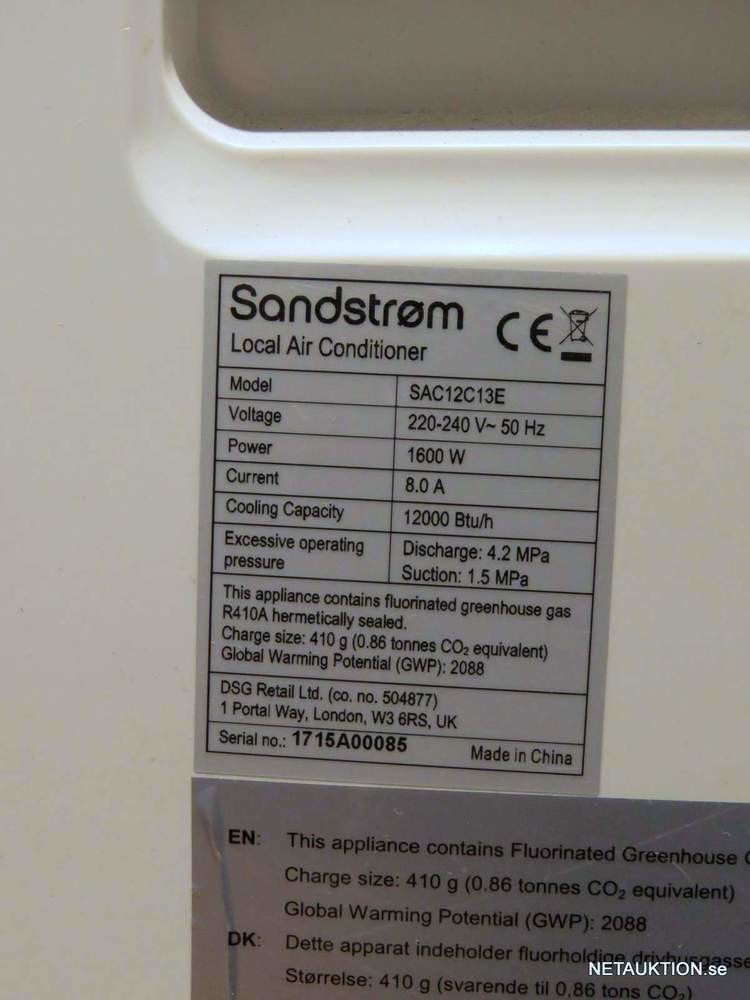 Sandstrøm
CE
Local Air Conditioner
Model SAC12C13E
Voltage 220-240 V~ 50 Hz
Power 1600 W
Current 8.0 A
Cooling Capacity 12000 Btu/h
Excessive operating pressure Discharge: 4.2 MPa
Suction: 1.5 MPa
This appliance contains fluorinated greenhouse gas
R410A hermetically sealed.
Charge size: 410 g (0.86 tonnes CO₂ equivalent)
Global Warming Potential (GWP): 2088
DSG Retail Ltd. (co. no. 504877)
1 Portal Way, London, W3 6RS, UK
Serial no.: 1715A00085 Made in China
EN: This appliance contains Fluorinated Greenhouse
Charge size: 410 g (0.86 tonnes CO₂ equivalent)
Global Warming Potential (GWP): 2088
DK: Dette apparat indeholder fluorholdige drivhusgasse
Størrelse: 410 g (svarende til 0,86 tons CO₂)
NETAUKTION.se